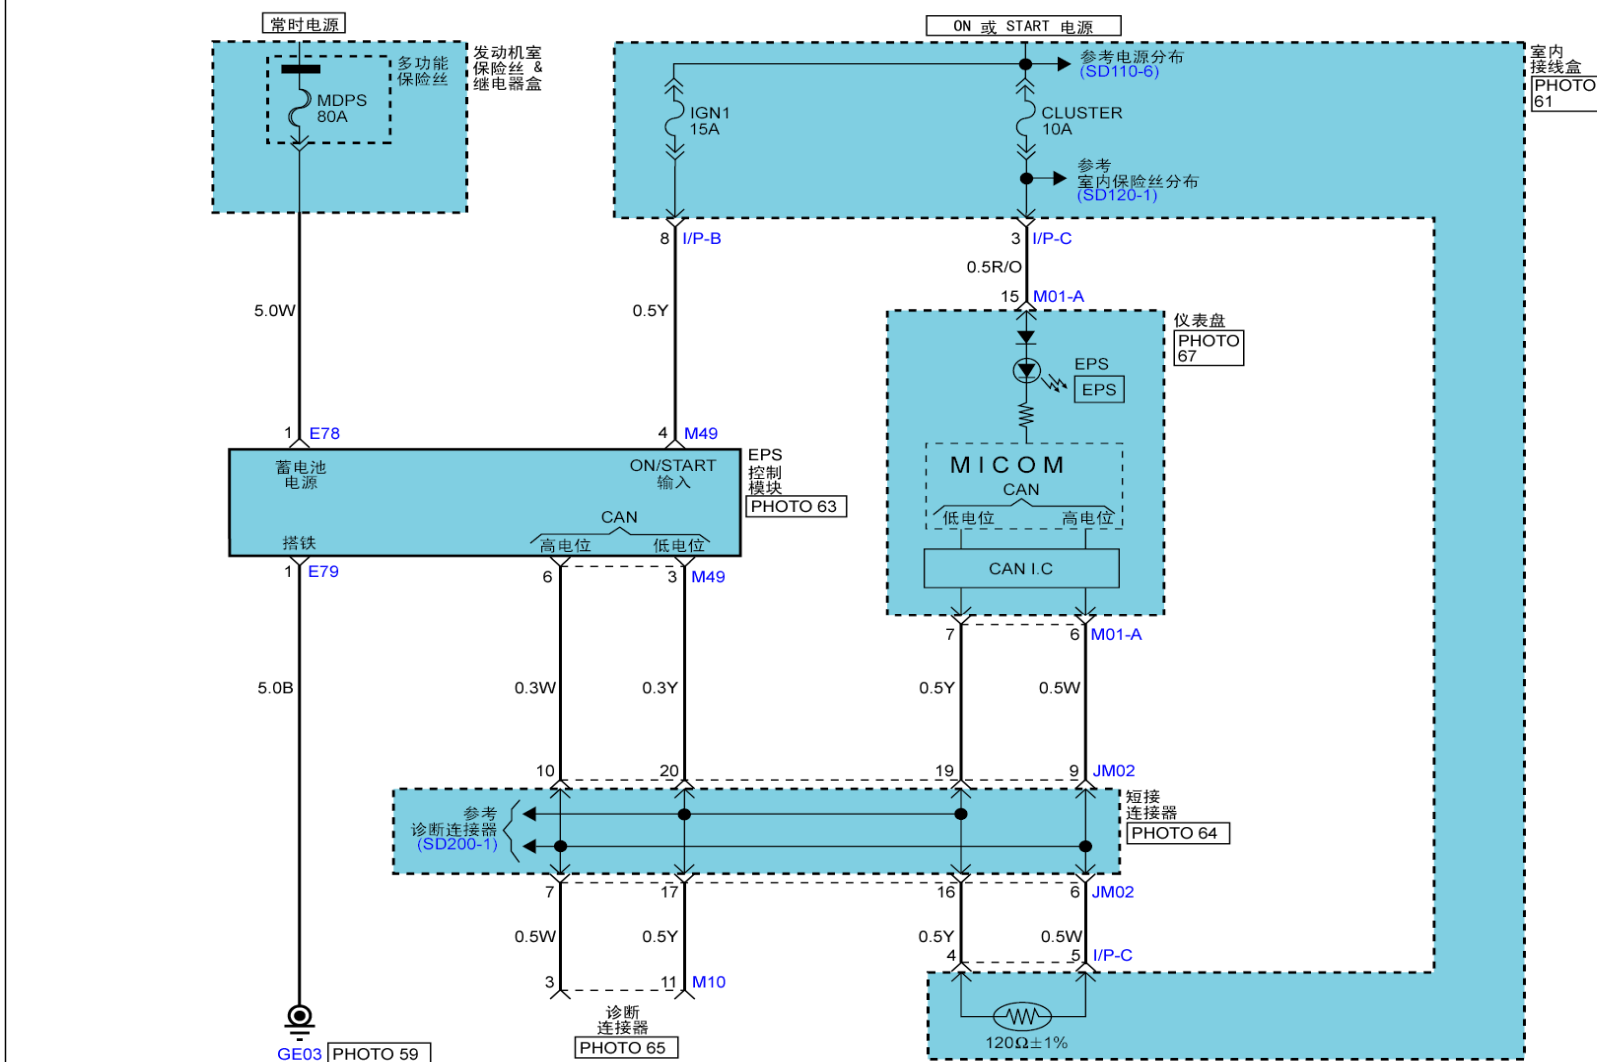 常时电源
ON 或 START 电源
发动机室
保险丝 &
继电器盒
多功能
保险丝
MDPS
80A
参考电源分布
(SD110-6)
室内
接线盒
PHOTO
61
IGN1
15A
CLUSTER
10A
参考
室内保险丝分布
(SD120-1)
8 I/P-B
3 I/P-C
0.5R/O
15 M01-A
5.0W
0.5Y
仪表盘
PHOTO
67
EPS
EPS
1 E78
4 M49
蓄电池
电源
ON/START
输入
EPS
控制
模块
PHOTO 63
MICOM
CAN
低电位 高电位
CAN
高电位 低电位
搭铁
CAN I.C
1 E79
6 3 M49
7 6 M01-A
5.0B
0.3W 0.3Y 0.5Y 0.5W
10 20 19 9 JM02
参考
诊断连接器
(SD200-1)
短接
连接器
PHOTO 64
7 17 16 6 JM02
0.5W 0.5Y 0.5Y 0.5W
4 5 I/P-C
3 11 M10
诊断
连接器
PHOTO 65
120Ω±1%
GE03 PHOTO 59